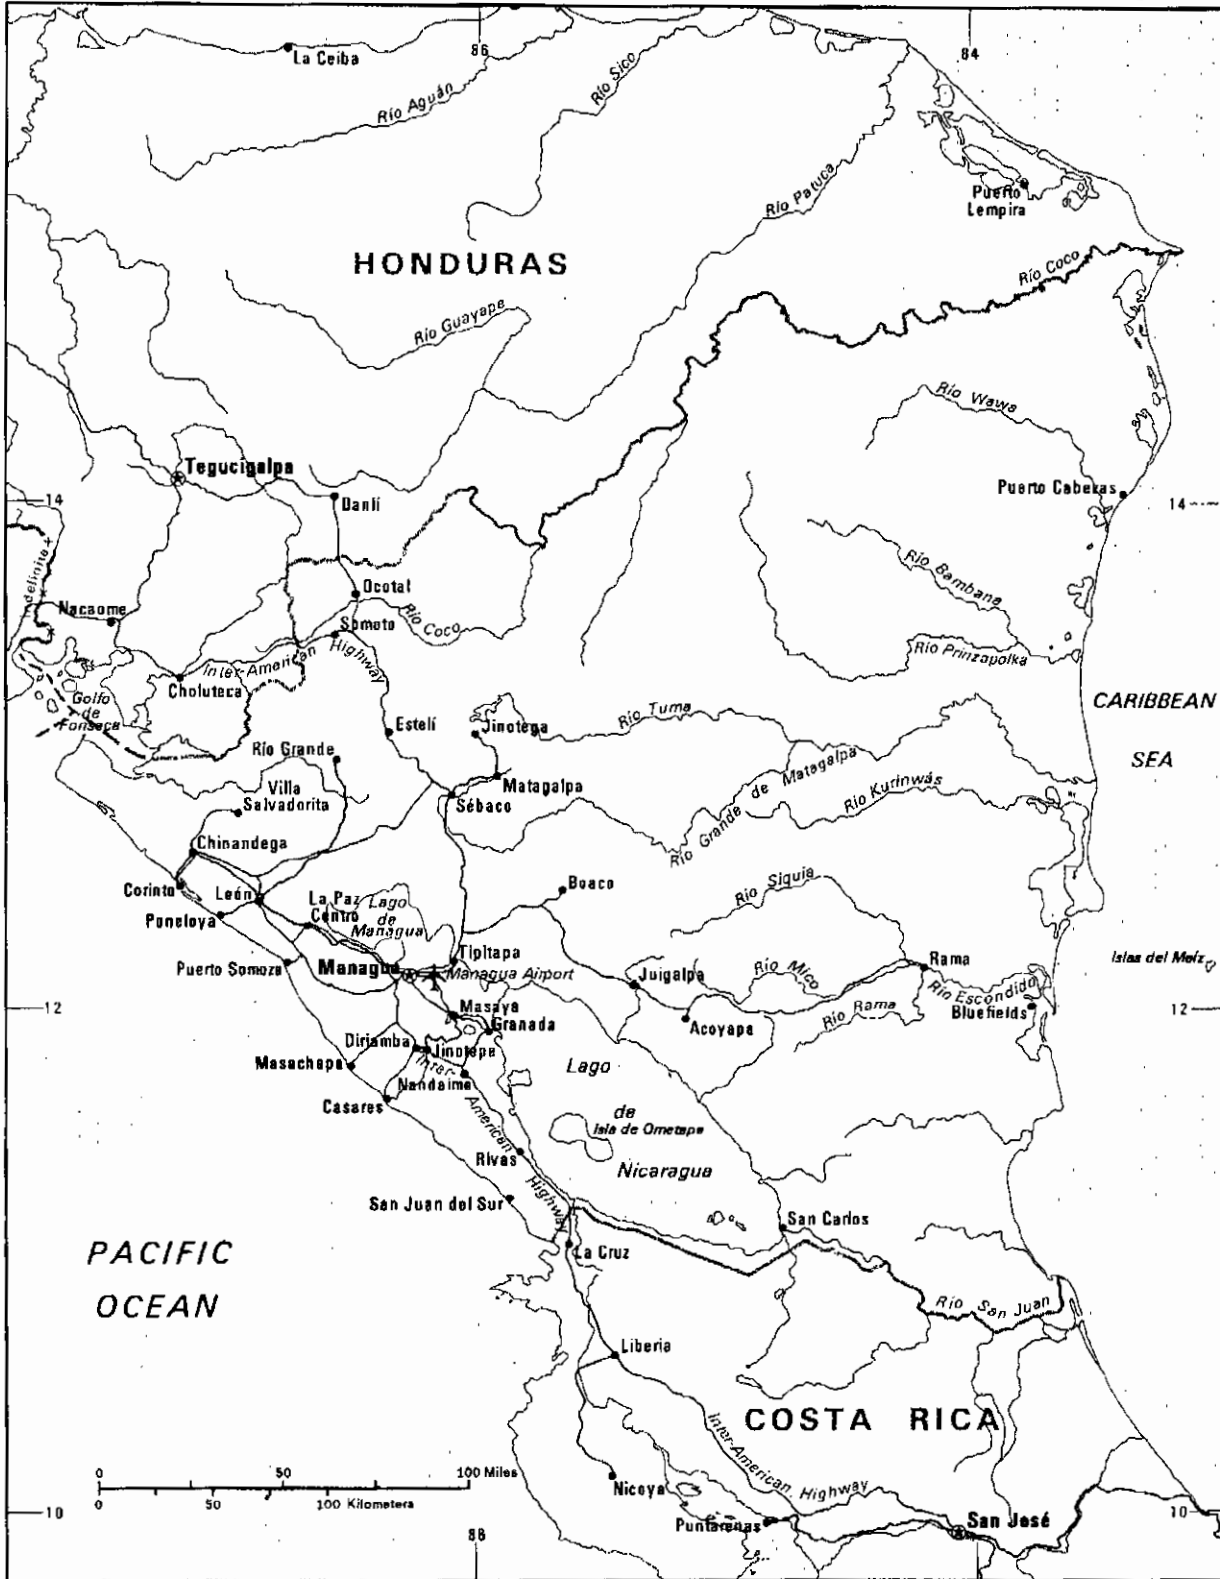 86
84
La Ceiba
Río Aguán
Río Sico
Río Patuca
Puerto
Lempira
HONDURAS
Río Coco
Río Guayape
Río Wawa
Tegucigalpa
14
Danlí
Puerto Cabezas
14
Indefinite
Ocotal
Río Bambana
Nacaome
Río Coco
Somoto
Río Prinzapolka
Inter-American Highway
Choluteca
Golfo
de
Fonseca
CARIBBEAN
SEA
Río Tuma
Estelí
Jinotega
Río Grande
Río Grande de Matagalpa
Matagalpa
Río Kurinwás
Villa
Salvadorita
Sébaco
Chinandega
Río Siquia
Boaco
Corinto
León
La Paz
Centro
Lago
de
Managua
Poneloya
Tipitapa
Rama
Islas del Maíz
Puerto Somoza
Managua
Managua Airport
Juigalpa
Río Mico
Río Escondido
12
Masaya
Granada
Acoyapa
Río Rama
Bluefields
12
Diriamba
Jinotepe
Masachapa
Inter-
American
Highway
Nandaime
Lago
de
Nicaragua
Casares
Isla de Ometepe
Rivas
San Juan del Sur
San Carlos
PACIFIC
OCEAN
La Cruz
Río San Juan
Liberia
COSTA RICA
Inter-American Highway
0 50 100 Miles
0 50 100 Kilometers
Nicoya
10
Puntarenas
San José
10
86